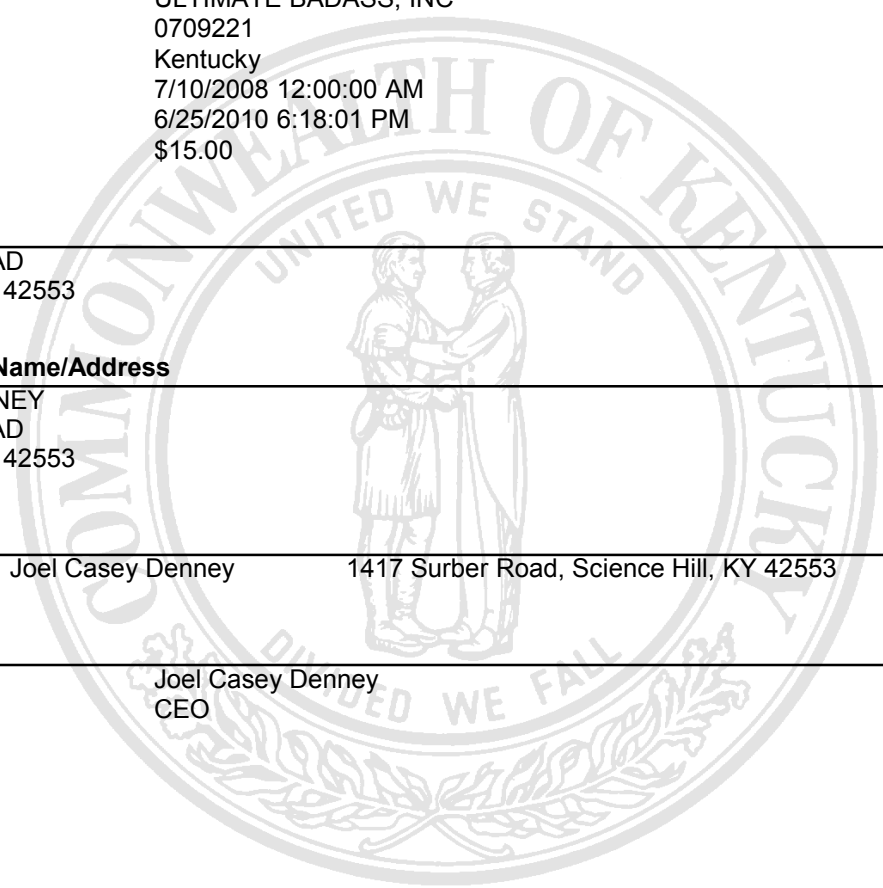 ULTIMATE BADASS, INC
0709221
Kentucky
7/10/2008 12:00:00 AM
6/25/2010 6:18:01 PM
$15.00
COMMONWEALTH OF KENTUCKY
UNITED WE STAND
AD
42553
Name/Address
NEY
AD
42553
Joel Casey Denney 1417 Surber Road, Science Hill, KY 42553
Joel Casey Denney
CEO
DIVIDED WE FALL